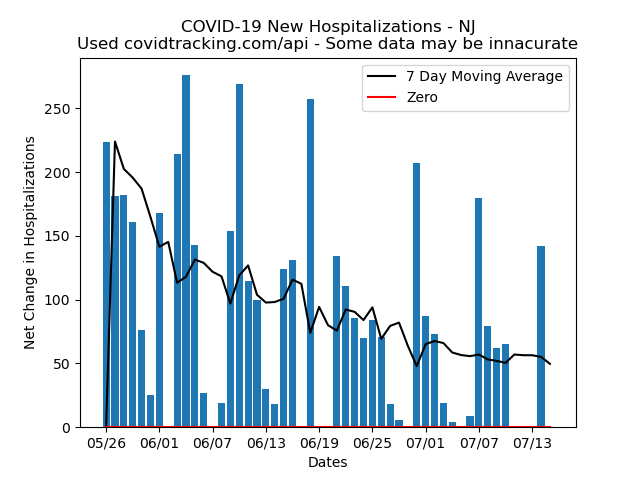 COVID-19 New Hospitalizations - NJ
Used covidtracking.com/api - Some data may be innacurate
7 Day Moving Average
Zero
Net Change in Hospitalizations
250
200
150
100
50
0
05/26 06/01 06/07 06/13 06/19 06/25 07/01 07/07 07/13
Dates